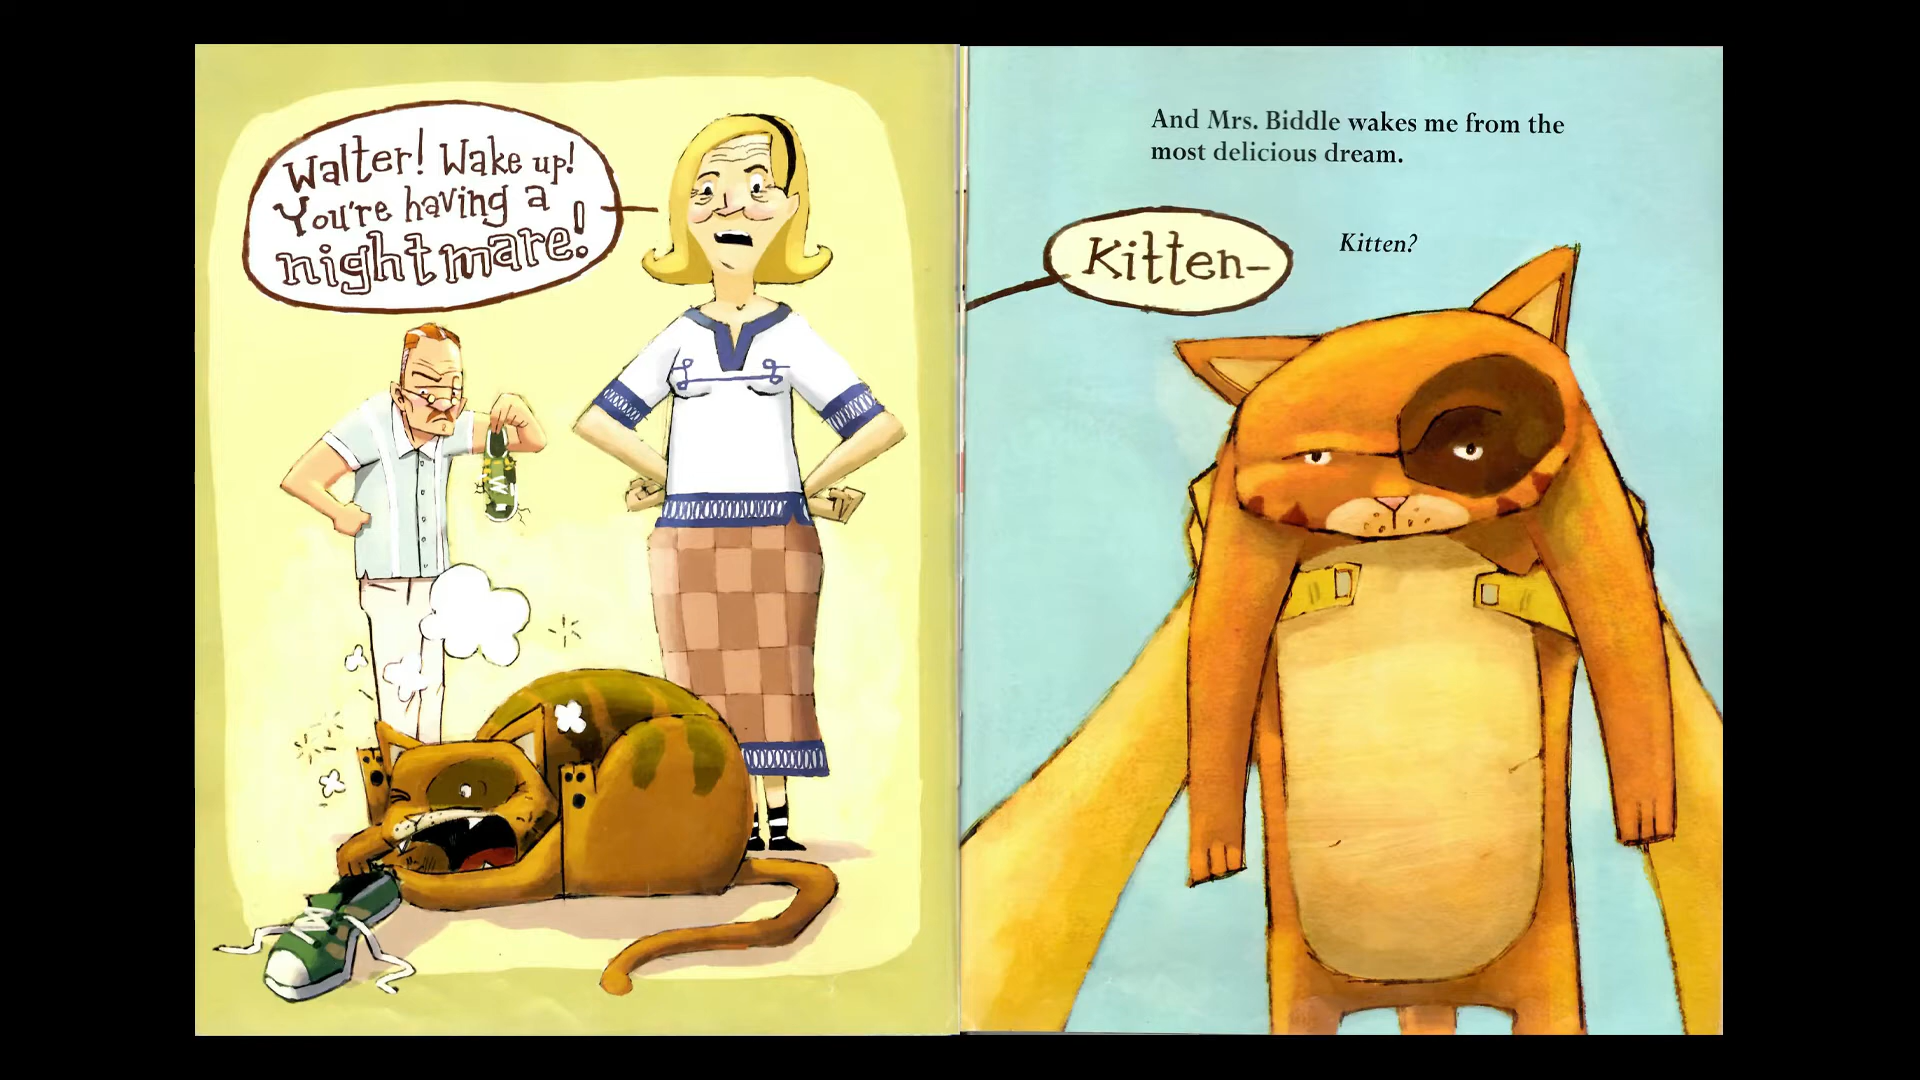 Walter! Wake up!
You're having a
nightmare!
And Mrs. Biddle wakes me from the
most delicious dream.
Kitten-
Kitten?